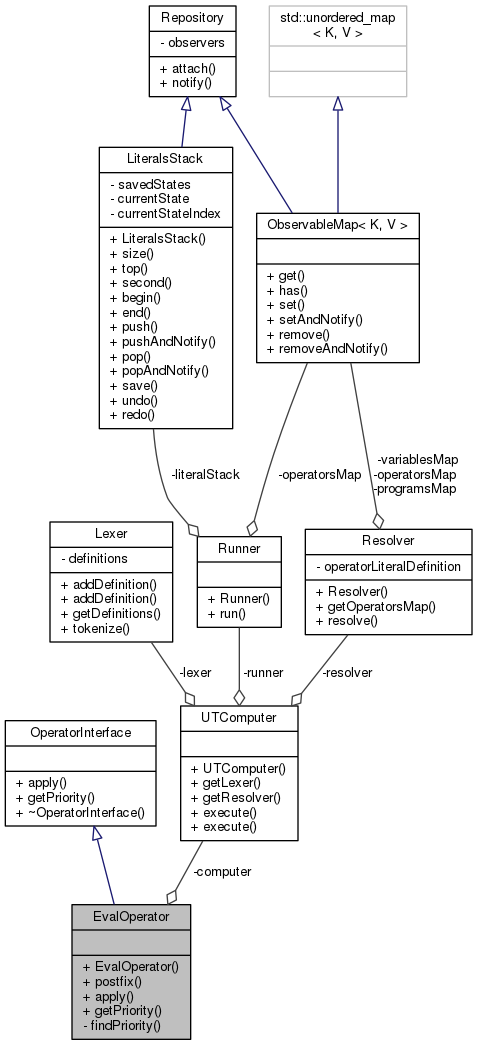 Repository
- observers
+ attach()
+ notify()
std::unordered_map
< K, V >
LiteralsStack
- savedStates
- currentState
- currentStateIndex
+ LiteralsStack()
+ size()
+ top()
+ second()
+ begin()
+ end()
+ push()
+ pushAndNotify()
+ pop()
+ popAndNotify()
+ save()
+ undo()
+ redo()
ObservableMap< K, V >
+ get()
+ has()
+ set()
+ setAndNotify()
+ remove()
+ removeAndNotify()
-literalStack
-operatorsMap
-variablesMap
-operatorsMap
-programsMap
Lexer
- definitions
+ addDefinition()
+ addDefinition()
+ getDefinitions()
+ tokenize()
Runner
+ Runner()
+ run()
Resolver
- operatorLiteralDefinition
+ Resolver()
+ getOperatorsMap()
+ resolve()
-lexer
-runner
-resolver
OperatorInterface
+ apply()
+ getPriority()
+ ~OperatorInterface()
UTComputer
+ UTComputer()
+ getLexer()
+ getResolver()
+ execute()
+ execute()
-computer
EvalOperator
+ EvalOperator()
+ postfix()
+ apply()
+ getPriority()
- findPriority()